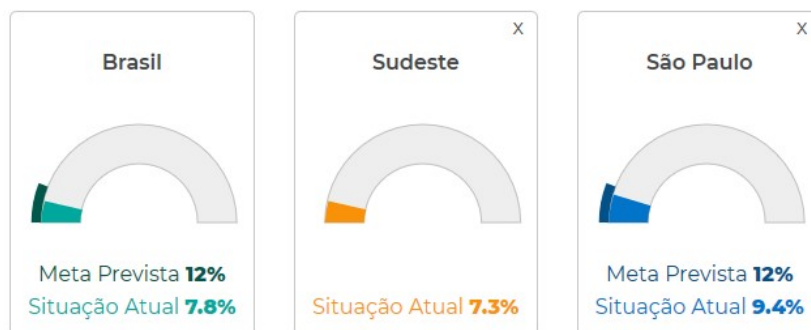 Brasil
Meta Prevista 12%
Situação Atual 7.8%
X
Sudeste
Situação Atual 7.3%
X
São Paulo
Meta Prevista 12%
Situação Atual 9.4%